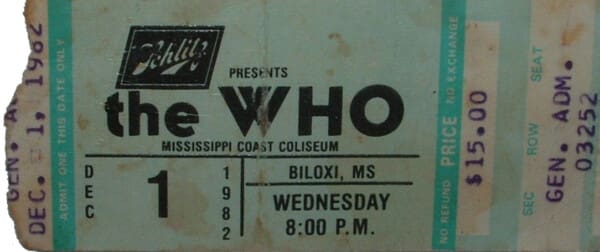 GEN. A
DEC. 1, 1982
ADMIT ONE THIS DATE ONLY
Schlitz
PRESENTS
the WHO
MISSISSIPPI COAST COLISEUM
DEC
1
1982
BILOXI, MS
WEDNESDAY
8:00 P.M.
NO REFUND PRICE NO EXCHANGE
$15.00
SEC ROW SEAT
GEN. ADM.
03252